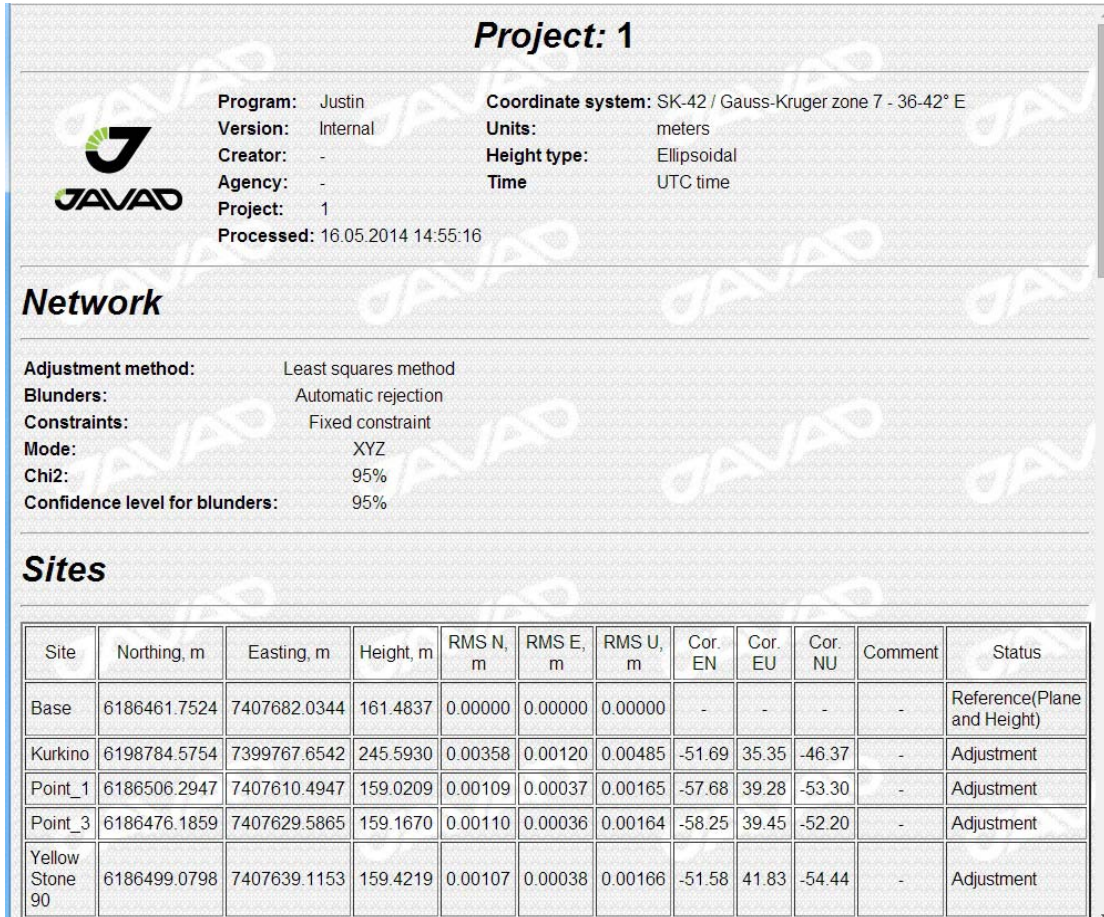 Project: 1
Program: Justin
Version: Internal
Creator: -
Agency: -
Project: 1
Processed: 16.05.2014 14:55:16
Coordinate system: SK-42 / Gauss-Kruger zone 7 - 36-42° E
Units: meters
Height type: Ellipsoidal
Time UTC time
JAVAD
Network
Adjustment method: Least squares method
Blunders: Automatic rejection
Constraints: Fixed constraint
Mode: XYZ
Chi2: 95%
Confidence level for blunders: 95%
Sites
Site Northing, m Easting, m Height, m RMS N, m RMS E, m RMS U, m Cor. EN Cor. EU Cor. NU Comment Status
Base 6186461.7524 7407682.0344 161.4837 0.00000 0.00000 0.00000 - - - - Reference(Plane and Height)
Kurkino 6198784.5754 7399767.6542 245.5930 0.00358 0.00120 0.00485 -51.69 35.35 -46.37 - Adjustment
Point_1 6186506.2947 7407610.4947 159.0209 0.00109 0.00037 0.00165 -57.68 39.28 -53.30 - Adjustment
Point_3 6186476.1859 7407629.5865 159.1670 0.00110 0.00036 0.00164 -58.25 39.45 -52.20 - Adjustment
Yellow Stone 90 6186499.0798 7407639.1153 159.4219 0.00107 0.00038 0.00166 -51.58 41.83 -54.44 - Adjustment